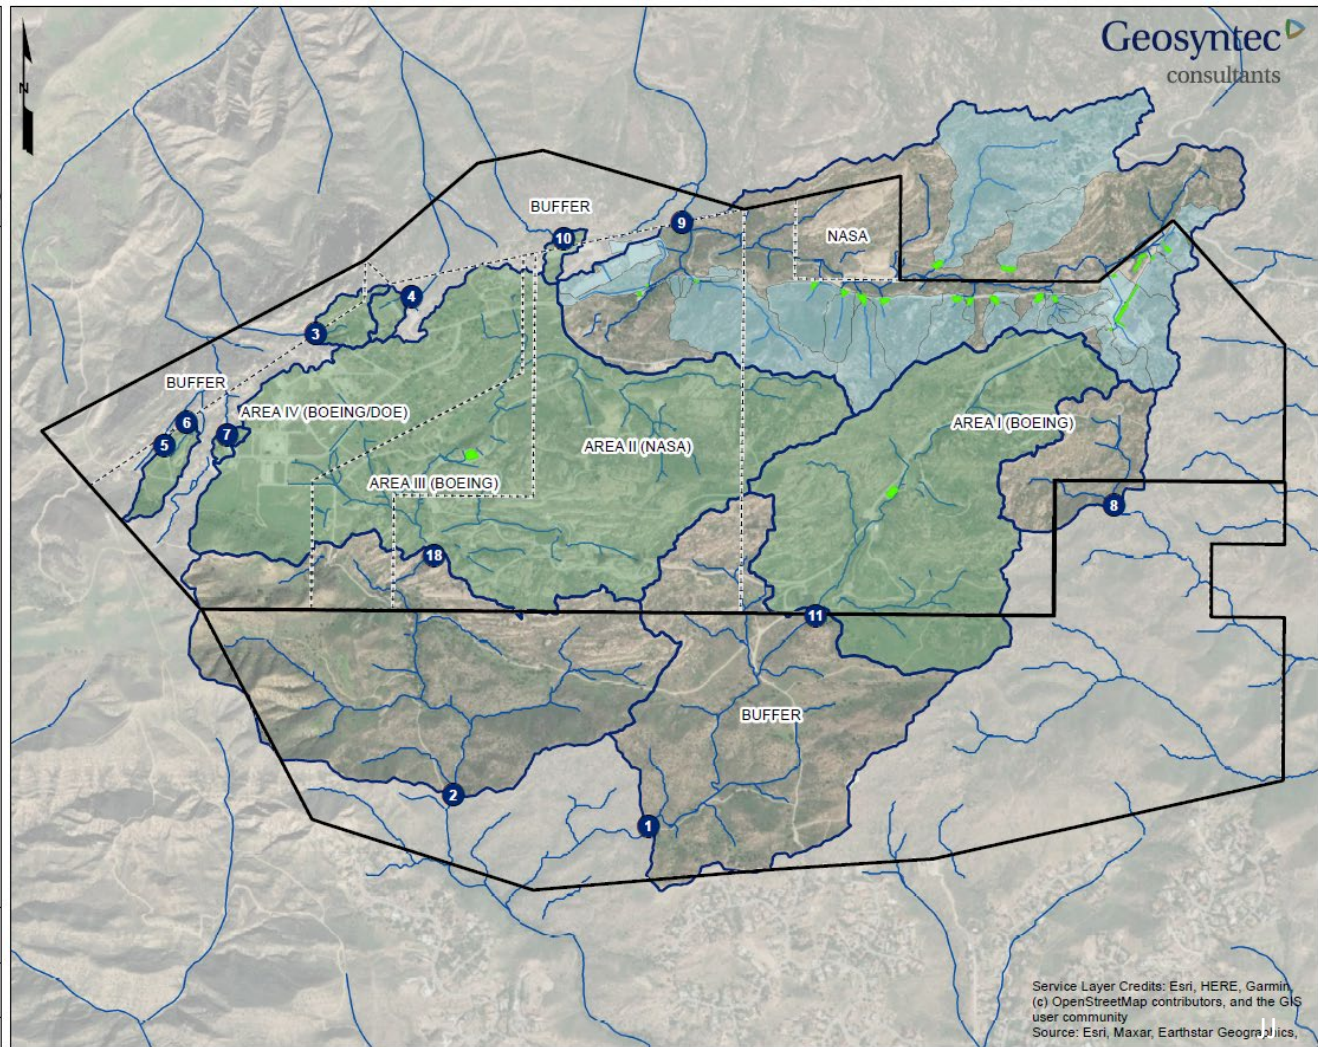 Geosyntec
consultants
N
BUFFER
9
10
NASA
4
3
BUFFER
6
AREA IV (BOEING/DOE)
7
5
AREA I (BOEING)
AREA II (NASA)
AREA III (BOEING)
8
18
11
BUFFER
2
1
Service Layer Credits: Esri, HERE, Garmin,
(c) OpenStreetMap contributors, and the GIS
user community
Source: Esri, Maxar, Earthstar Geographics,